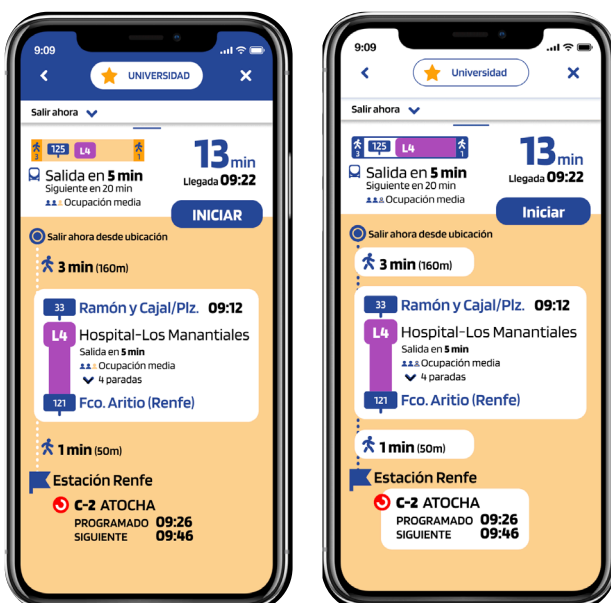 9:09
UNIVERSIDAD
Salir ahora
3 125 L4 1
13 min
Salida en 5 min
Siguiente en 20 min
Ocupación media
Llegada 09:22
INICIAR
Salir ahora desde ubicación
3 min (160m)
33 Ramón y Cajal/Plz. 09:12
L4 Hospital-Los Manantiales
Salida en 5 min
Ocupación media
4 paradas
121 Fco. Aritio (Renfe)
1 min (50m)
Estación Renfe
C-2 ATOCHA
PROGRAMADO 09:26
SIGUIENTE 09:46
9:09
Universidad
Salir ahora
3 125 L4 1
13 min
Salida en 5 min
Siguiente en 20 min
Ocupación media
Llegada 09:22
Iniciar
Salir ahora desde ubicación
3 min (160m)
33 Ramón y Cajal/Plz. 09:12
L4 Hospital-Los Manantiales
Salida en 5 min
Ocupación media
4 paradas
121 Fco. Aritio (Renfe)
1 min (50m)
Estación Renfe
C-2 ATOCHA
PROGRAMADO 09:26
SIGUIENTE 09:46